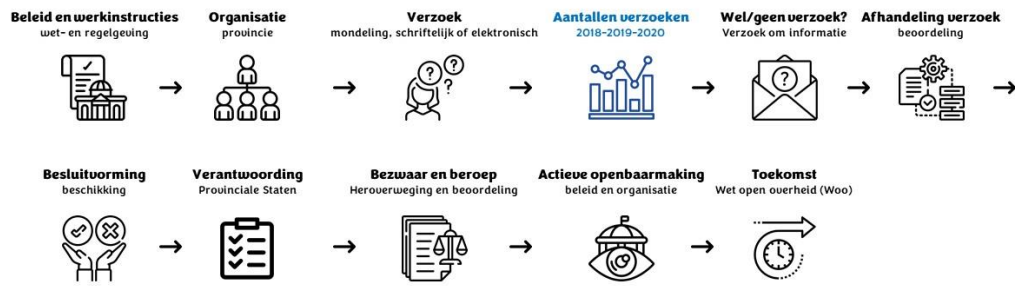 Beleid en werkinstructies
wet- en regelgeving
Organisatie
provincie
Verzoek
mondeling, schriftelijk of elektronisch
Aantallen verzoeken
2018-2019-2020
Wel/geen verzoek?
Verzoek om informatie
Afhandeling verzoek
beoordeling
? ? ?
?
Besluitvorming
beschikking
Verantwoording
Provinciale Staten
Bezwaar en beroep
Heroverweging en beoordeling
Actieve openbaarmaking
beleid en organisatie
Toekomst
Wet open overheid (Woo)